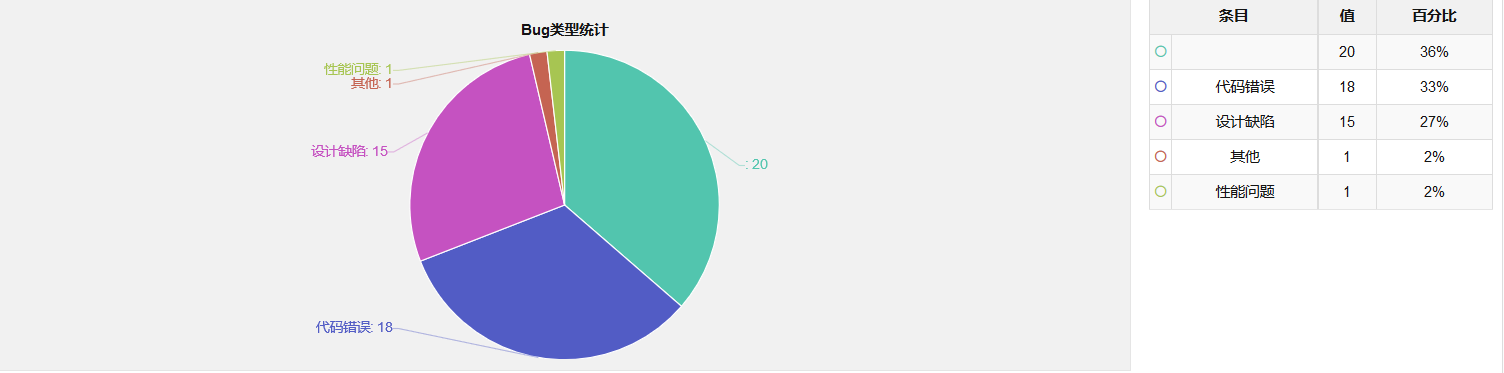 Bug类型统计
性能问题: 1
其他: 1
设计缺陷: 15
: 20
代码错误: 18
条目 值 百分比
20 36%
代码错误 18 33%
设计缺陷 15 27%
其他 1 2%
性能问题 1 2%